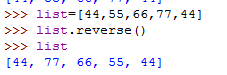 >>> list=[44,55,66,77,44]
>>> list.reverse()
>>> list
[44, 77, 66, 55, 44]